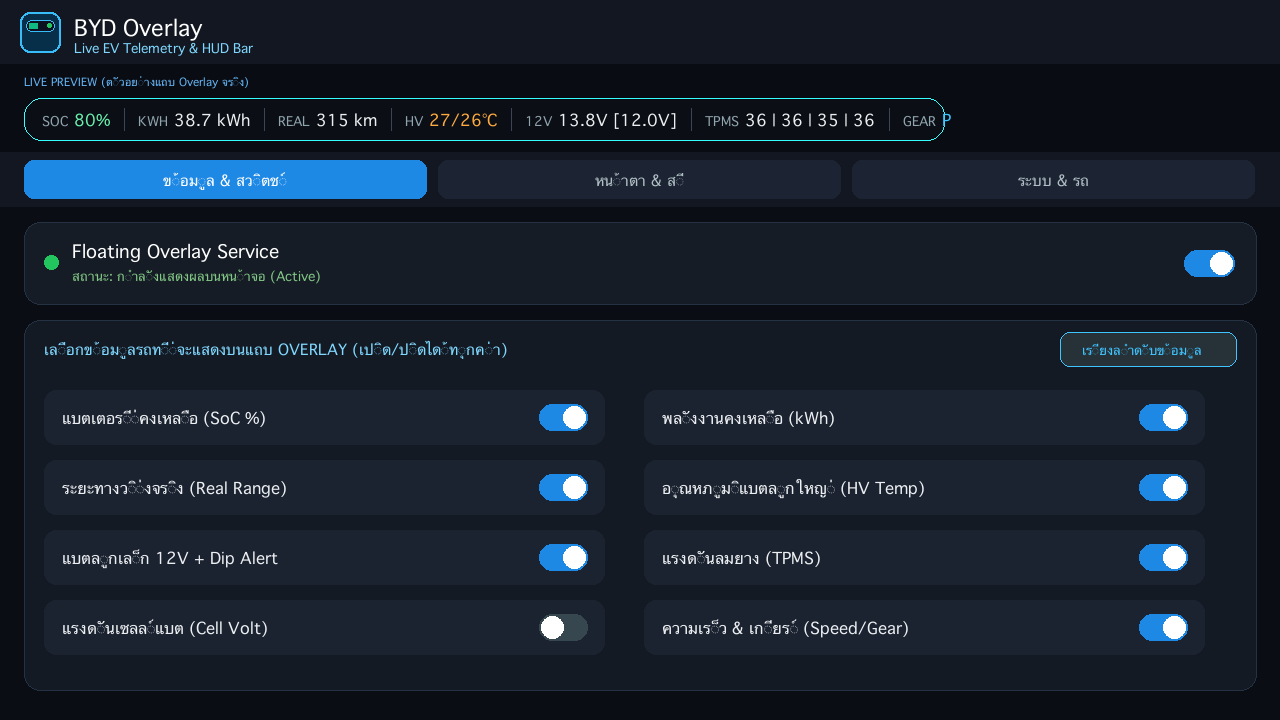 BYD Overlay
Live EV Telemetry & HUD Bar
LIVE PREVIEW (ตัวอย่างแถบ Overlay จริง)
SOC 80% KWH 38.7 kWh REAL 315 km HV 27/26°C 12V 13.8V [12.0V] TPMS 36 | 36 | 35 | 36 GEAR P
ข้อมูล & สวิตช์ หน้าตา & สี ระบบ & รถ
Floating Overlay Service
สถานะ: กำลังแสดงผลบนหน้าจอ (Active)
เลือกข้อมูลรถที่จะแสดงบนแถบ OVERLAY (เปิด/ปิดได้ทุกค่า) เรียงลำดับข้อมูล
แบตเตอรี่คงเหลือ (SoC %) พลังงานคงเหลือ (kWh)
ระยะทางวิ่งจริง (Real Range) อุณหภูมิแบตลูกใหญ่ (HV Temp)
แบตลูกเล็ก 12V + Dip Alert แรงดันลมยาง (TPMS)
แรงดันเซลล์แบต (Cell Volt) ความเร็ว & เกียร์ (Speed/Gear)